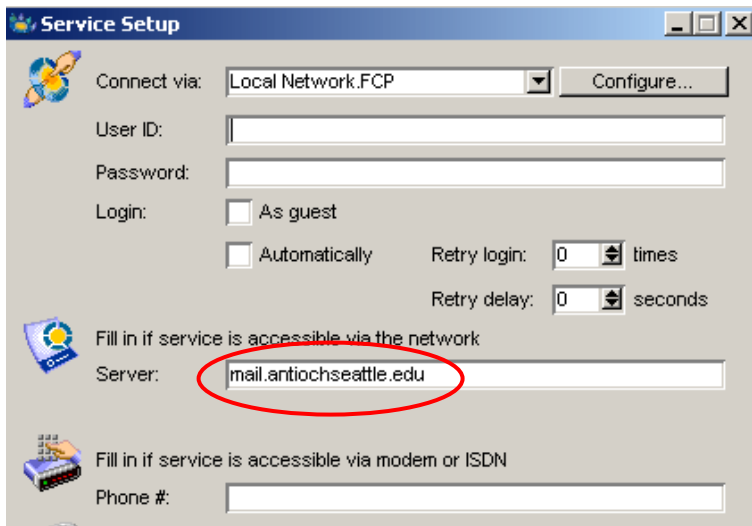 Service Setup
Connect via: Local Network.FCP Configure...
User ID:
Password:
Login: As guest
Automatically Retry login: 0 times
Retry delay: 0 seconds
Fill in if service is accessible via the network
Server: mail.antiochseattle.edu
Fill in if service is accessible via modem or ISDN
Phone #: